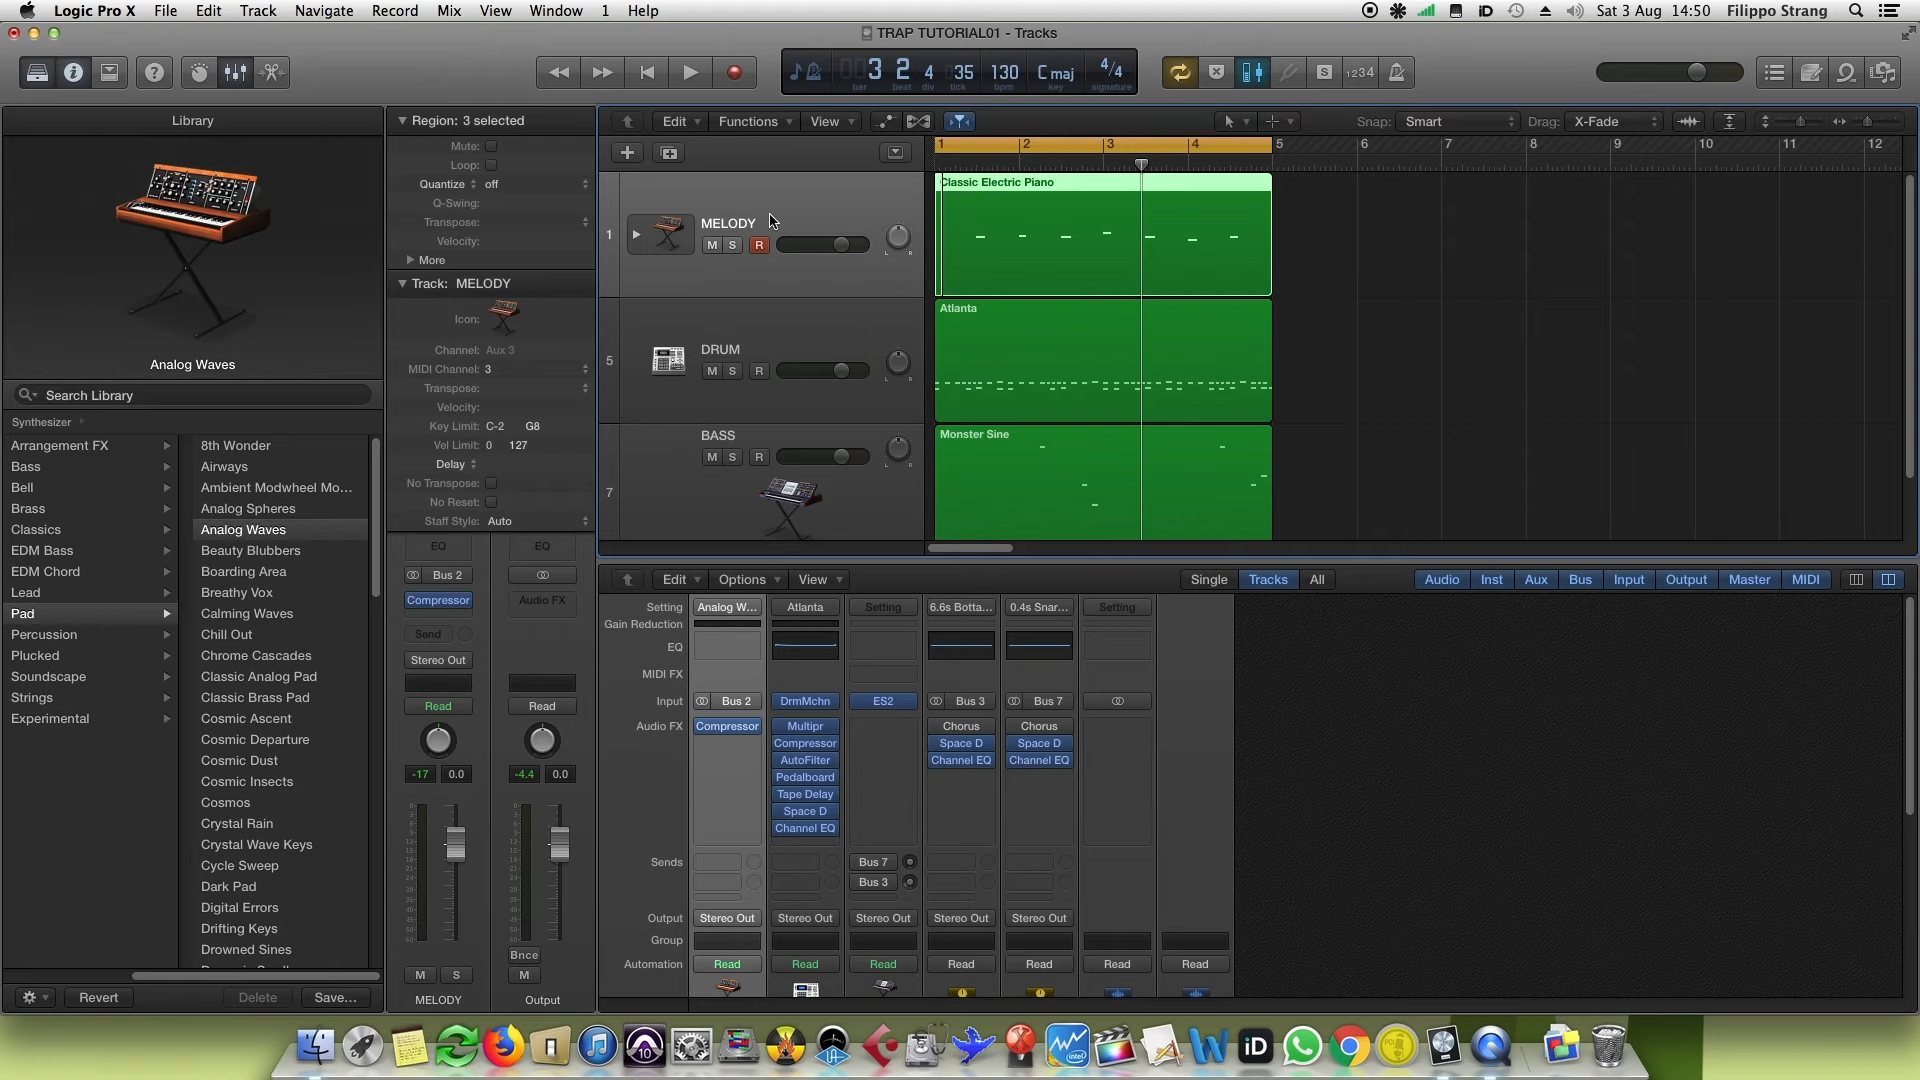 Logic Pro X File Edit Track Navigate Record Mix View Window 1 Help
iD Sat 3 Aug 14:50 Filippo Strang
TRAP TUTORIAL01 - Tracks
3 2 4 035 130 C maj 4/4
bar beat div tick bpm key signature
S 1234
Library
Analog Waves
Search Library
Synthesizer
Arrangement FX
Bass
Bell
Brass
Classics
EDM Bass
EDM Chord
Lead
Pad
Percussion
Plucked
Soundscape
Strings
Experimental
8th Wonder
Airways
Ambient Modwheel Mo...
Analog Spheres
Analog Waves
Beauty Blubbers
Boarding Area
Breathy Vox
Calming Waves
Chill Out
Chrome Cascades
Classic Analog Pad
Classic Brass Pad
Cosmic Ascent
Cosmic Departure
Cosmic Dust
Cosmic Insects
Cosmos
Crystal Rain
Crystal Wave Keys
Cycle Sweep
Dark Pad
Digital Errors
Drifting Keys
Drowned Sines
Revert Delete Save...
Region: 3 selected
Mute:
Loop:
Quantize off
Q-Swing:
Transpose:
Velocity:
More
Track: MELODY
Icon:
Channel: Aux 3
MIDI Channel: 3
Transpose:
Velocity:
Key Limit: C-2 G8
Vel Limit: 0 127
Delay
No Transpose:
No Reset:
Staff Style: Auto
EQ EQ
Bus 2
Compressor Audio FX
Send
Stereo Out
Read Read
-17 0.0 -4.4 0.0
Bnce
M S M
MELODY Output
Edit Functions View Snap: Smart Drag: X-Fade
1 2 3 4 5 6 7 8 9 10 11 12
1 MELODY
M S R
Classic Electric Piano
5 DRUM
M S R
Atlanta
BASS
M S R
7
Monster Sine
Edit Options View Single Tracks All Audio Inst Aux Bus Input Output Master MIDI
Setting Analog W... Atlanta Setting 6.6s Botta... 0.4s Snar... Setting
Gain Reduction
EQ
MIDI FX
Input Bus 2 DrmMchn ES2 Bus 3 Bus 7
Audio FX Compressor Multipr Chorus Chorus
Compressor Space D Space D
AutoFilter Channel EQ Channel EQ
Pedalboard
Tape Delay
Space D
Channel EQ
Sends Bus 7
Bus 3
Output Stereo Out Stereo Out Stereo Out Stereo Out Stereo Out
Group
Automation Read Read Read Read Read Read Read
10 intel iD